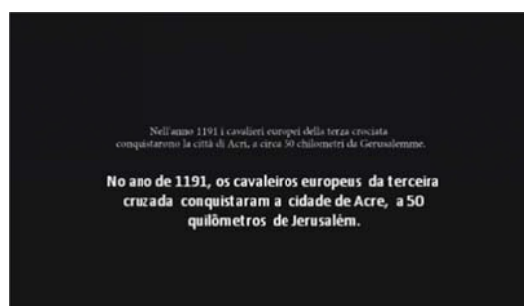 Nell'anno 1191 i cavalieri europei della terza crociata
conquistarono la città di Acri, a circa 50 chilometri da Gerusalemme.
No ano de 1191, os cavaleiros europeus da terceira
cruzada conquistaram a cidade de Acre, a 50
quilômetros de Jerusalém.